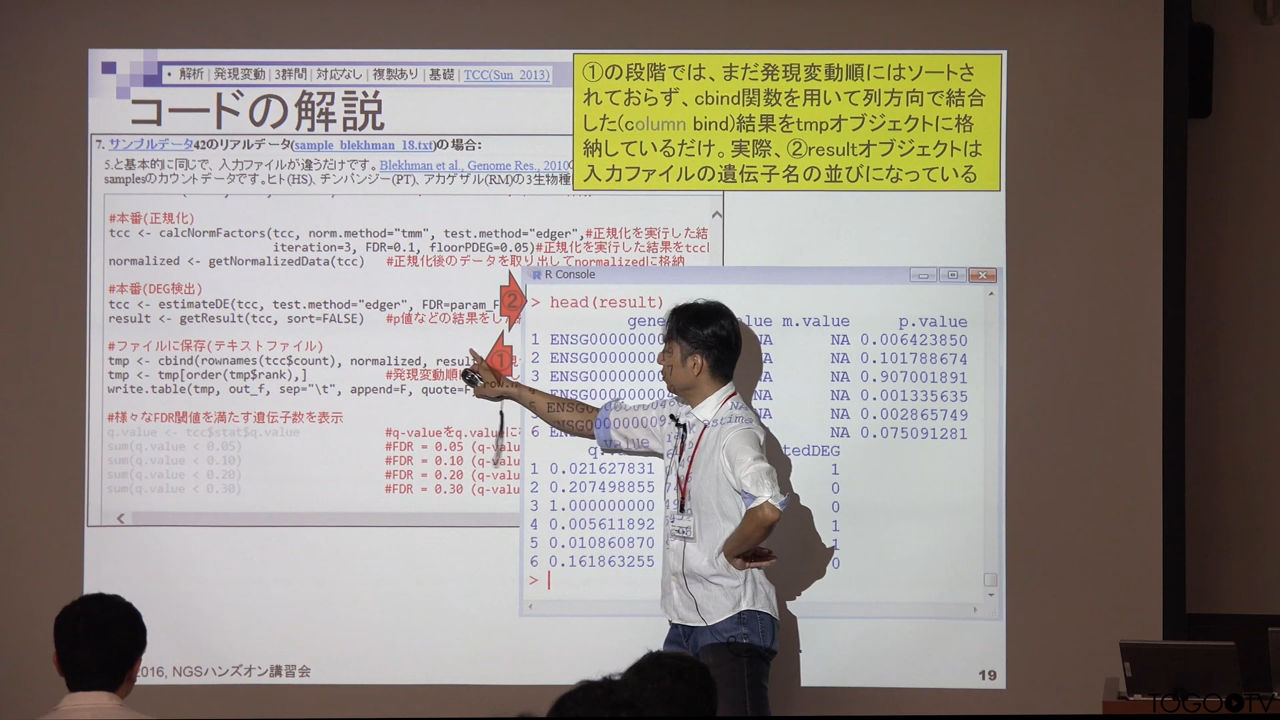 • 解析 | 発現変動 | 3群間 | 対応なし | 複製あり | 基礎 | TCC(Sun_2013)
コードの解説
①の段階では、まだ発現変動順にはソートさ
れておらず、cbind関数を用いて列方向で結合
した(column bind)結果をtmpオブジェクトに格
納しているだけ。実際、②resultオブジェクトは
入力ファイルの遺伝子名の並びになっている
7. サンプルデータ42のリアルデータ(sample_blekhman_18.txt)の場合:
5.と基本的に同じで、入力ファイルが違うだけです。Blekhman et al., Genome Res., 2010
samplesのカウントデータです。ヒト(HS)、チンパンジー(PT)、アカゲザル(RM)の3生物種
#本番(正規化)
tcc <- calcNormFactors(tcc, norm.method="tmm", test.method="edger",#正規化を実行した結
iteration=3, FDR=0.1, floorPDEG=0.05)#正規化を実行した結果をtccl
normalized <- getNormalizedData(tcc) #正規化後のデータを取り出してnormalizedに格納
#本番(DEG検出)
tcc <- estimateDE(tcc, test.method="edger", FDR=param_F
result <- getResult(tcc, sort=FALSE) #p値などの結果をし
#ファイルに保存(テキストファイル)
tmp <- cbind(rownames(tcc$count), normalized, resul
tmp <- tmp[order(tmp$rank),] #発現変動順
write.table(tmp, out_f, sep="\t", append=F, quote=F, row.n
#様々なFDR閾値を満たす遺伝子数を表示
q.value <- tcc$stat$q.value #q-valueをq.valueに
sum(q.value < 0.05) #FDR = 0.05 (q-valu
sum(q.value < 0.10) #FDR = 0.10 (q-valu
sum(q.value < 0.20) #FDR = 0.20 (q-valu
sum(q.value < 0.30) #FDR = 0.30 (q-valu
①
②
R Console
> head(result)
gene value m.value p.value
1 ENSG00000000 NA NA 0.006423850
2 ENSG00000000 NA NA 0.101788674
3 ENSG00000000 NA NA 0.907001891
4 ENSG00000000 NA NA 0.001335635
5 ENSG00000000 NA NA 0.002865749
6 ENSG00000000 NA NA 0.075091281
q.value estimatedDEG
1 0.021627831 1
2 0.207498855 0
3 1.000000000 0
4 0.005611892 1
5 0.010860870 1
6 0.161863255 0
>
2016, NGSハンズオン講習会
19
TOGOTV